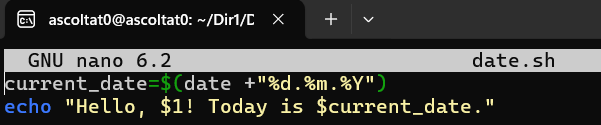 ascoltat0@ascoltat0: ~/Dir1/D
GNU nano 6.2 date.sh
current_date=$(date +"%d.%m.%Y")
echo "Hello, $1! Today is $current_date."